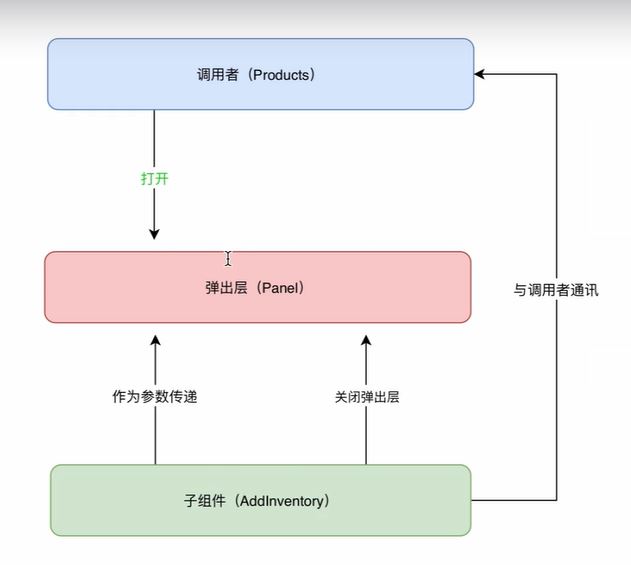 调用者（Products）
打开
弹出层（Panel）
与调用者通讯
作为参数传递
关闭弹出层
子组件（AddInventory）